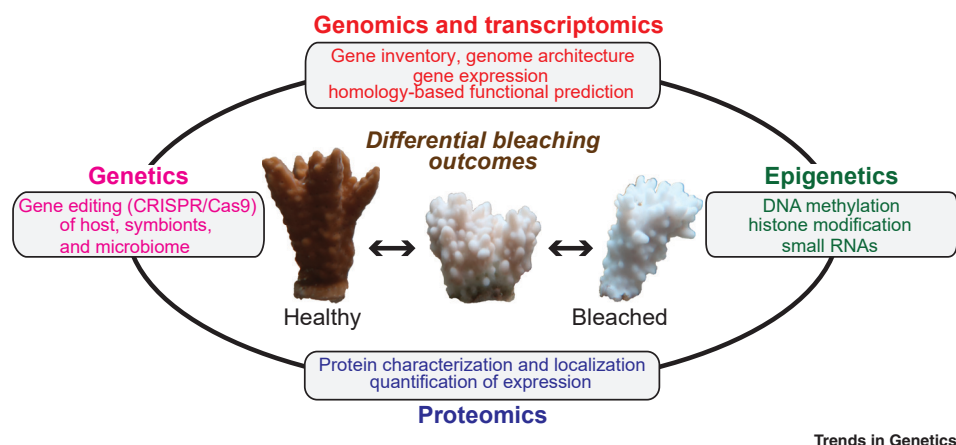 Genomics and transcriptomics
Gene inventory, genome architecture
gene expression
homology-based functional prediction
Differential bleaching
outcomes
Genetics
Gene editing (CRISPR/Cas9)
of host, symbionts,
and microbiome
Epigenetics
DNA methylation
histone modification
small RNAs
Healthy
Bleached
Protein characterization and localization
quantification of expression
Proteomics
Trends in Genetics